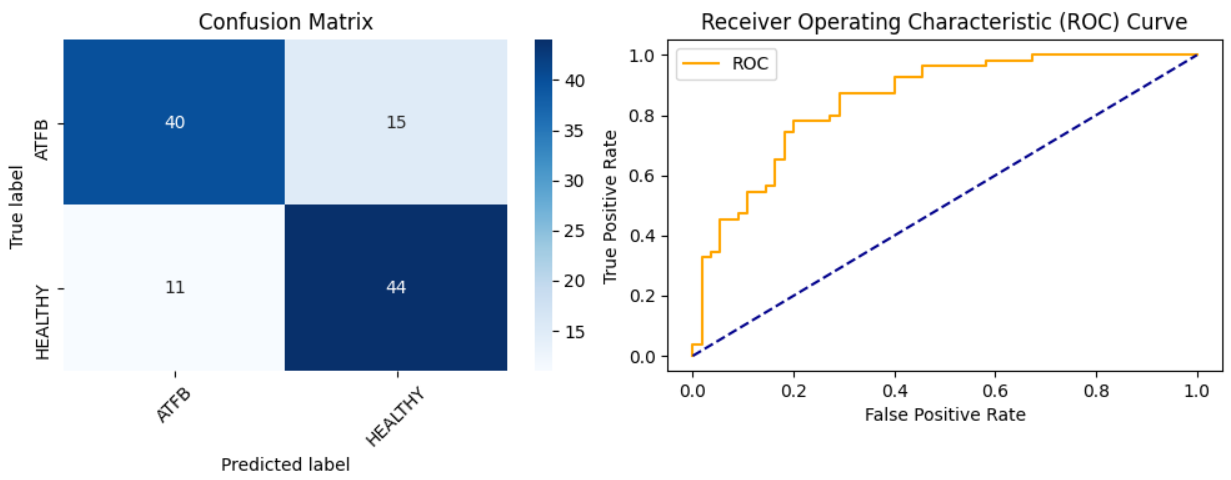 Confusion Matrix
True label
ATFB
HEALTHY
40
15
11
44
ATFB
HEALTHY
Predicted label
40
35
30
25
20
15
Receiver Operating Characteristic (ROC) Curve
ROC
True Positive Rate
1.0
0.8
0.6
0.4
0.2
0.0
0.0
0.2
0.4
0.6
0.8
1.0
False Positive Rate